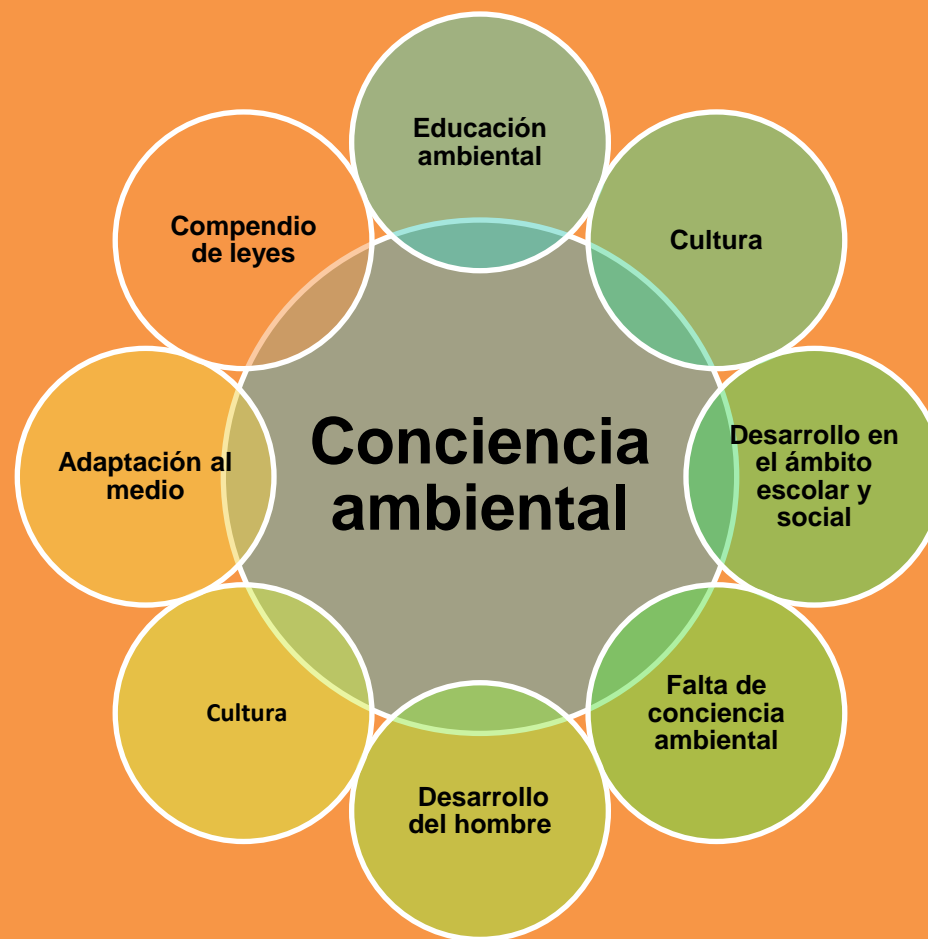 Educación
ambiental
Cultura
Desarrollo en
el ámbito
escolar y
social
Falta de
conciencia
ambiental
Desarrollo
del hombre
Cultura
Adaptación al
medio
Compendio
de leyes
Conciencia
ambiental